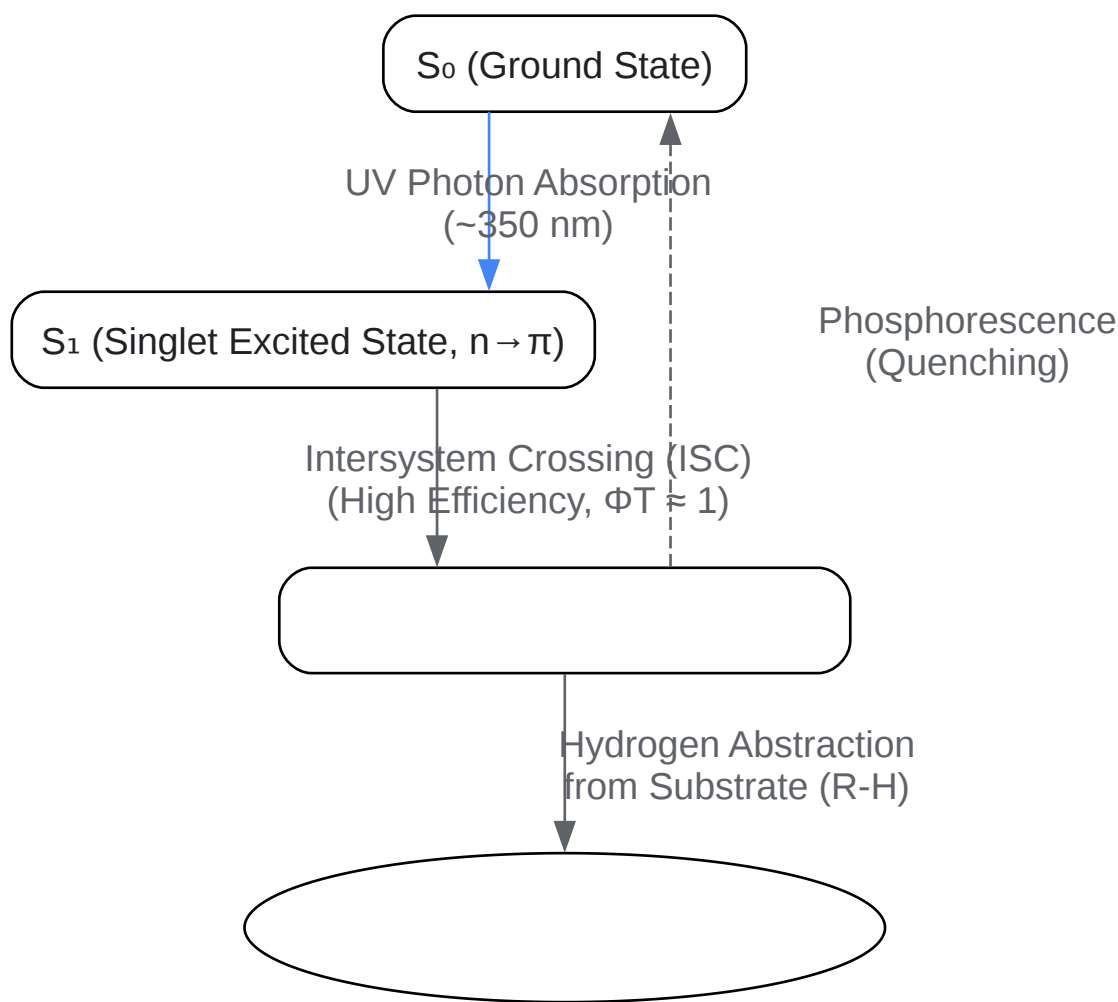 S₀ (Ground State)
UV Photon Absorption
(~350 nm)
S₁ (Singlet Excited State, n→π)
Phosphorescence
(Quenching)
Intersystem Crossing (ISC)
(High Efficiency, ΦT ≈ 1)
Hydrogen Abstraction
from Substrate (R-H)